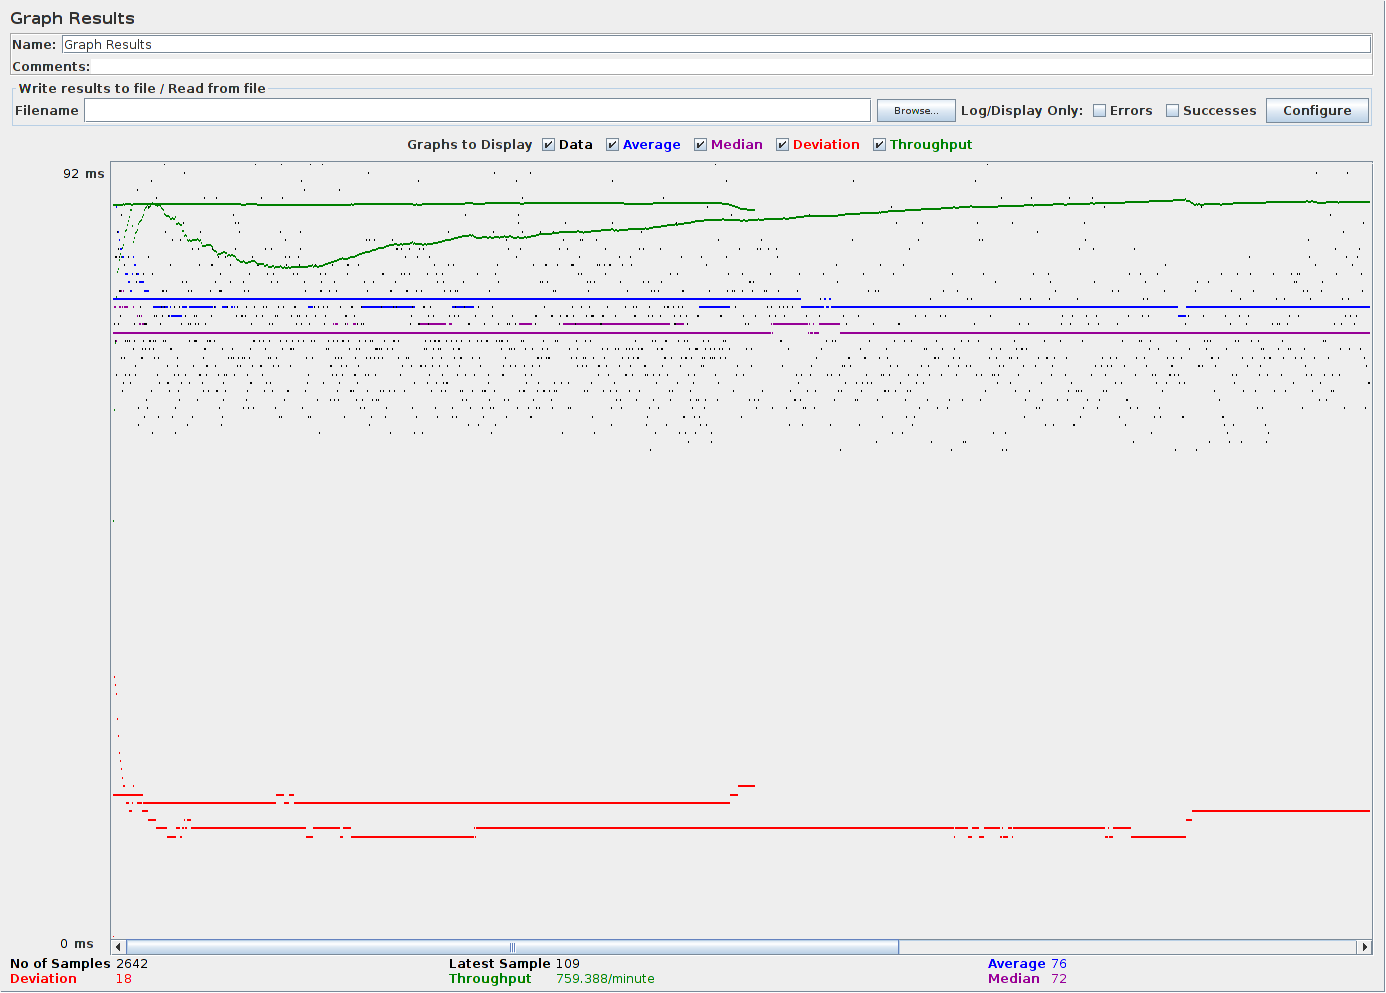 Graph Results
Name: Graph Results
Comments:
Write results to file / Read from file
Filename Browse... Log/Display Only: Errors Successes Configure
Graphs to Display Data Average Median Deviation Throughput
92 ms
0 ms
No of Samples 2642 Latest Sample 109 Average 76
Deviation 18 Throughput 759.388/minute Median 72